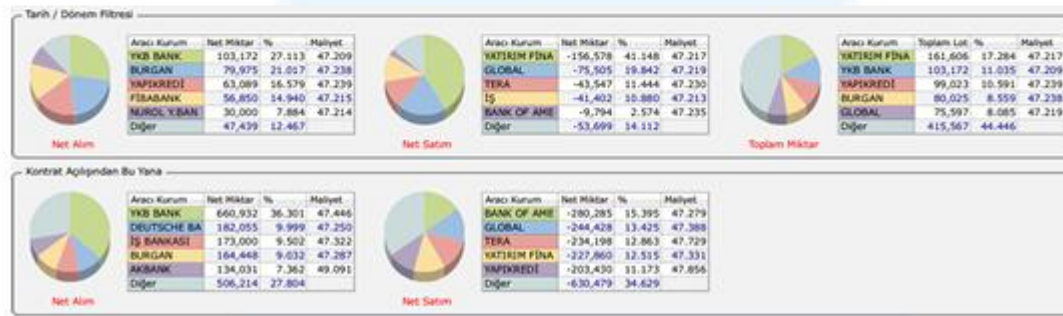 Tarih / Dönem Filtresi
Aracı Kurum Net Miktar % Maliyet
YKB BANK 103,172 27.113 47.209
BURGAN 79,975 21.017 47.238
YAPIKREDİ 63,089 16.579 47.239
FİBABANK 56,850 14.940 47.215
NUROL Y.BAN 30,000 7.884 47.214
Diğer 47,439 12.467
Net Alım
Aracı Kurum Net Miktar % Maliyet
YATIRIM FİNA -156,578 41.148 47.217
GLOBAL -75,505 19.842 47.219
TERA -43,547 11.444 47.230
İŞ -41,402 10.880 47.213
BANK OF AME -9,794 2.574 47.235
Diğer -53,699 14.112
Net Satım
Aracı Kurum Toplam Lot % Maliyet
YATIRIM FİNA 161,606 17.284 47.217
YKB BANK 103,172 11.035 47.209
YAPIKREDİ 99,023 10.591 47.239
BURGAN 80,025 8.559 47.238
GLOBAL 75,597 8.085 47.219
Diğer 415,567 44.446
Toplam Miktar
Kontrat Açılışından Bu Yana
Aracı Kurum Net Miktar % Maliyet
YKB BANK 660,932 36.301 47.446
DEUTSCHE BA 182,055 9.999 47.250
İŞ BANKASI 173,000 9.502 47.322
BURGAN 164,448 9.032 47.287
AKBANK 134,031 7.362 49.091
Diğer 506,214 27.804
Net Alım
Aracı Kurum Net Miktar % Maliyet
BANK OF AME -280,285 15.395 47.279
GLOBAL -244,428 13.425 47.388
TERA -234,198 12.863 47.729
YATIRIM FİNA -227,860 12.515 47.331
YAPIKREDİ -203,430 11.173 47.856
Diğer -630,479 34.629
Net Satım